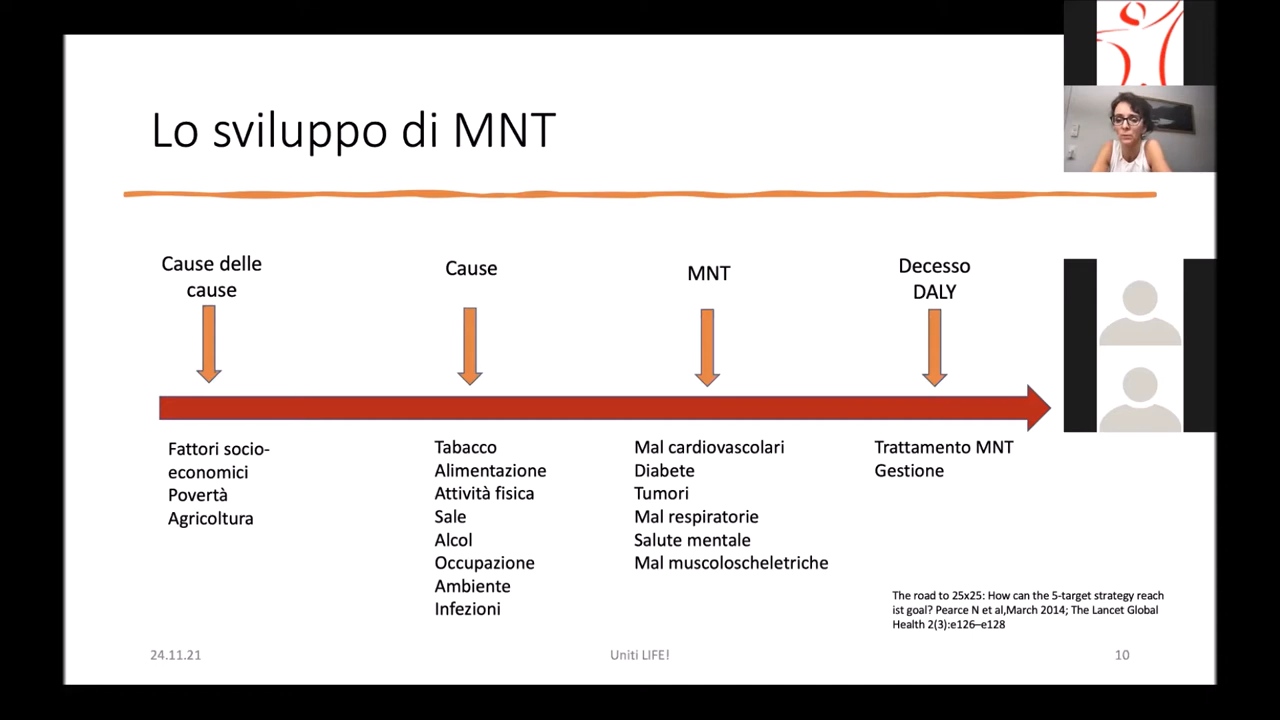 Lo sviluppo di MNT
Cause delle
cause
Cause
MNT
Decesso
DALY
Fattori socio-
economici
Povertà
Agricoltura
Tabacco
Alimentazione
Attività fisica
Sale
Alcol
Occupazione
Ambiente
Infezioni
Mal cardiovascolari
Diabete
Tumori
Mal respiratorie
Salute mentale
Mal muscoloscheletriche
Trattamento MNT
Gestione
The road to 25x25: How can the 5-target strategy reach
ist goal? Pearce N et al,March 2014; The Lancet Global
Health 2(3):e126–e128
24.11.21
Uniti LIFE!
10